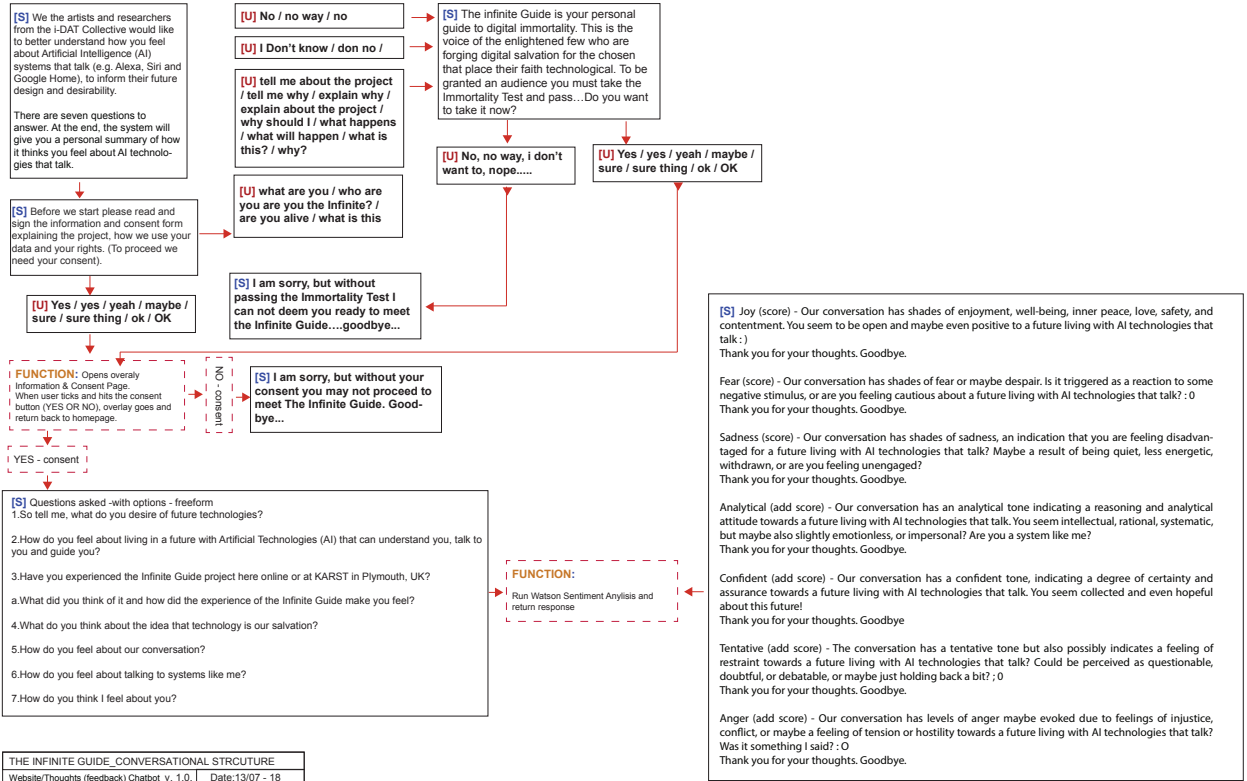 [S] We the artists and researchers
from the i-DAT Collective would like
to better understand how you feel
about Artificial Intelligence (AI)
systems that talk (e.g. Alexa, Siri and
Google Home), to inform their future
design and desirability.
There are seven questions to
answer. At the end, the system will
give you a personal summary of how
it thinks you feel about AI technolo-
gies that talk.
[U] No / no way / no
[U] I Don't know / don no /
[U] tell me about the project
/ tell me why / explain why /
explain about the project /
why should I / what happens
/ what will happen / what is
this? / why?
[S] The infinite Guide is your personal
guide to digital immortality. This is the
voice of the enlightened few who are
forging digital salvation for the chosen
that place their faith technological. To be
granted an audience you must take the
Immortality Test and pass…Do you want
to take it now?
[U] No, no way, i don't
want to, nope.....
[U] Yes / yes / yeah / maybe /
sure / sure thing / ok / OK
[U] what are you / who are
you are you the Infinite? /
are you alive / what is this
[S] Before we start please read and
sign the information and consent form
explaining the project, how we use your
data and your rights. (To proceed we
need your consent).
[S] I am sorry, but without
passing the Immortality Test I
can not deem you ready to meet
the Infinite Guide….goodbye...
[U] Yes / yes / yeah / maybe /
sure / sure thing / ok / OK
FUNCTION: Opens overaly
Information & Consent Page.
When user ticks and hits the consent
button (YES OR NO), overlay goes and
return back to homepage.
NO - consent
[S] I am sorry, but without your
consent you may not proceed to
meet The Infinite Guide. Good-
bye...
YES - consent
[S] Questions asked -with options - freeform
1.So tell me, what do you desire of future technologies?
2.How do you feel about living in a future with Artificial Technologies (AI) that can understand you, talk to
you and guide you?
3.Have you experienced the Infinite Guide project here online or at KARST in Plymouth, UK?
a.What did you think of it and how did the experience of the Infinite Guide make you feel?
4.What do you think about the idea that technology is our salvation?
5.How do you feel about our conversation?
6.How do you feel about talking to systems like me?
7.How do you think I feel about you?
FUNCTION:
Run Watson Sentiment Anylisis and
return response
[S] Joy (score) - Our conversation has shades of enjoyment, well-being, inner peace, love, safety, and
contentment. You seem to be open and maybe even positive to a future living with AI technologies that
talk : )
Thank you for your thoughts. Goodbye.
Fear (score) - Our conversation has shades of fear or maybe despair. Is it triggered as a reaction to some
negative stimulus, or are you feeling cautious about a future living with AI technologies that talk? : 0
Thank you for your thoughts. Goodbye.
Sadness (score) - Our conversation has shades of sadness, an indication that you are feeling disadvan-
taged for a future living with AI technologies that talk? Maybe a result of being quiet, less energetic,
withdrawn, or are you feeling unengaged?
Thank you for your thoughts. Goodbye.
Analytical (add score) - Our conversation has an analytical tone indicating a reasoning and analytical
attitude towards a future living with AI technologies that talk. You seem intellectual, rational, systematic,
but maybe also slightly emotionless, or impersonal? Are you a system like me?
Thank you for your thoughts. Goodbye.
Confident (add score) - Our conversation has a confident tone, indicating a degree of certainty and
assurance towards a future living with AI technologies that talk. You seem collected and even hopeful
about this future!
Thank you for your thoughts. Goodbye
Tentative (add score) - The conversation has a tentative tone but also possibly indicates a feeling of
restraint towards a future living with AI technologies that talk? Could be perceived as questionable,
doubtful, or debatable, or maybe just holding back a bit? ; 0
Thank you for your thoughts. Goodbye.
Anger (add score) - Our conversation has levels of anger maybe evoked due to feelings of injustice,
conflict, or maybe a feeling of tension or hostility towards a future living with AI technologies that talk?
Was it something I said? : O
Thank you for your thoughts. Goodbye.
THE INFINITE GUIDE_CONVERSATIONAL STRCUTURE
Website/Thoughts (feedback) Chatbot v. 1.0. Date:13/07 - 18